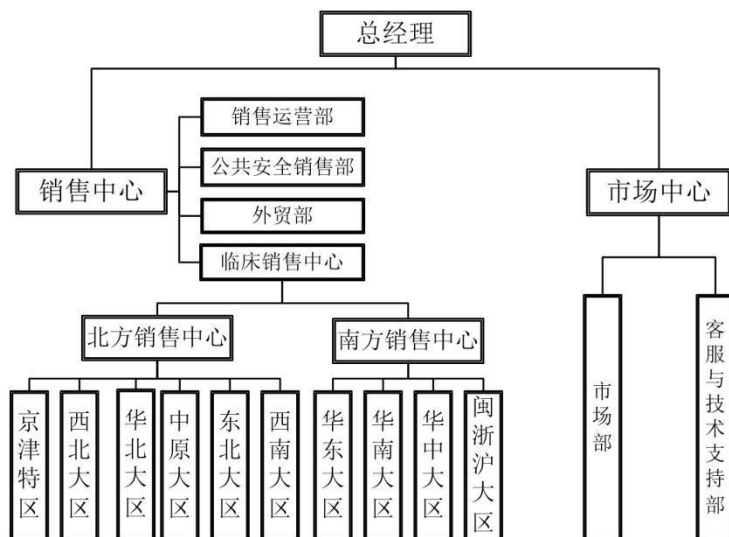 总经理
销售运营部
公共安全销售部
销售中心
外贸部
临床销售中心
市场中心
北方销售中心
南方销售中心
京津特区
西北大区
华北大区
中原大区
东北大区
西南大区
华东大区
华南大区
华中大区
闽浙沪大区
市场部
客服与技术支持部